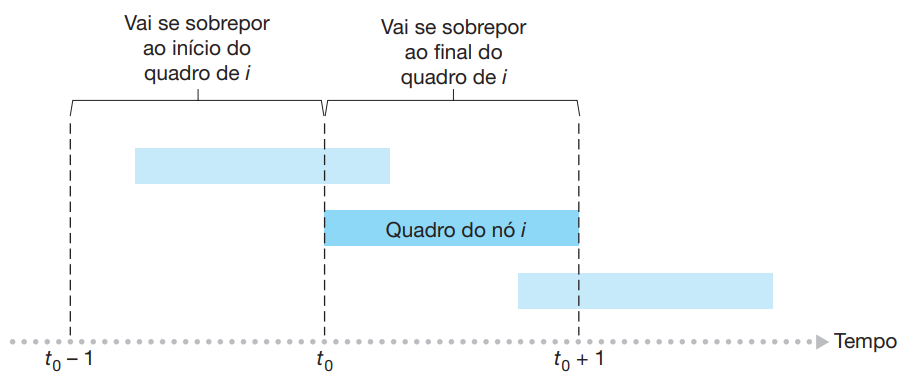 Vai se sobrepor
ao início do
quadro de i
Vai se sobrepor
ao final do
quadro de i
Quadro do nó i
t₀ – 1
t₀
t₀ + 1
Tempo